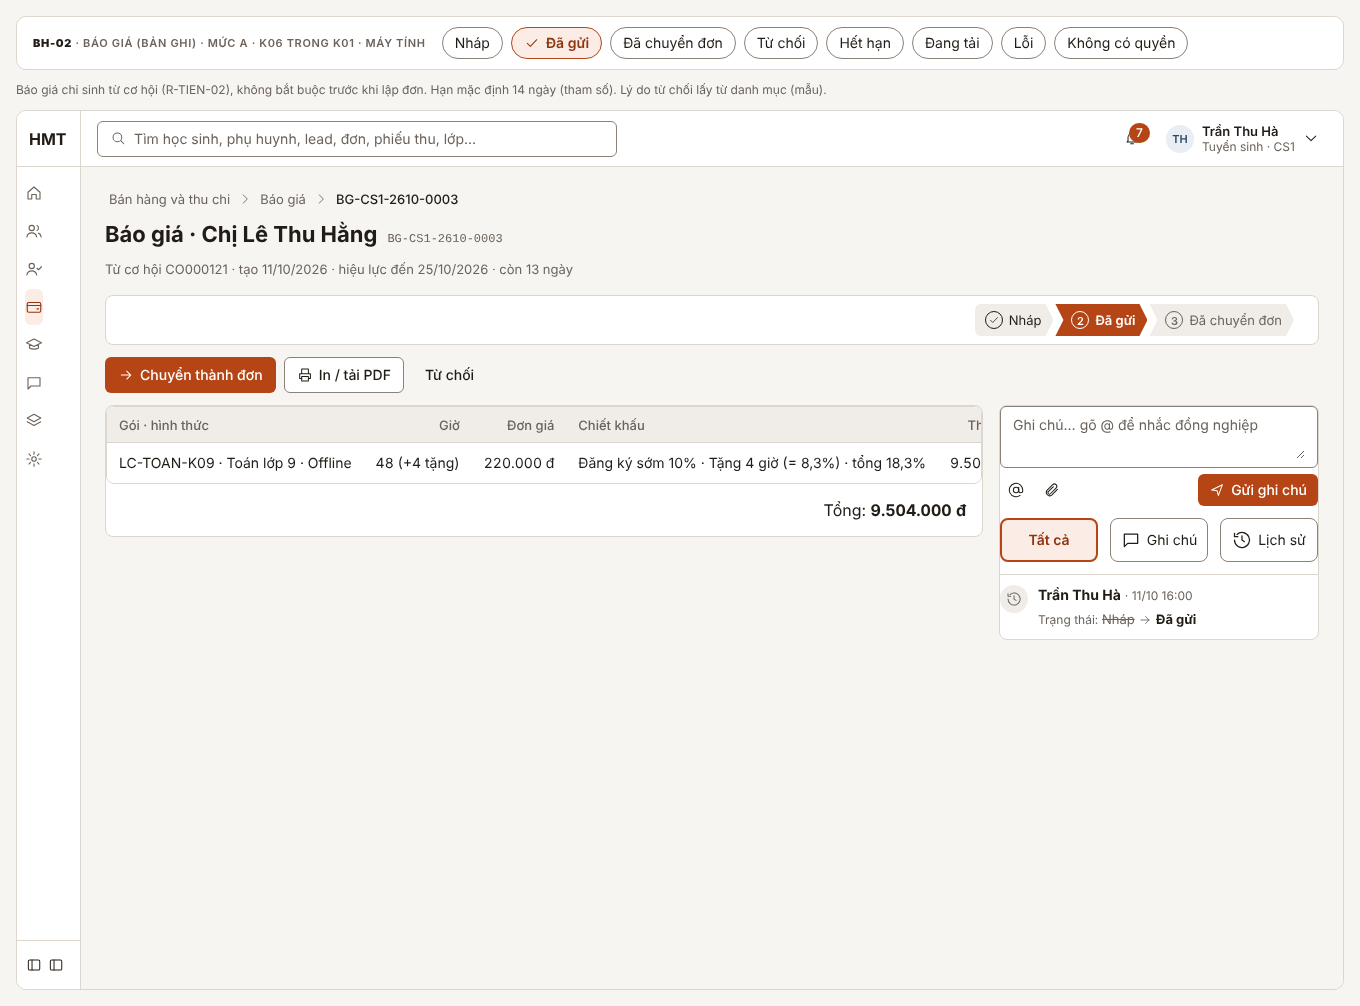 BH-02 · BÁO GIÁ (BẢN GHI) · MỨC A · K06 TRONG K01 · MÁY TÍNH
Nháp
Đã gửi
Đã chuyển đơn
Từ chối
Hết hạn
Đang tải
Lỗi
Không có quyền
Báo giá chỉ sinh từ cơ hội (R-TIEN-02), không bắt buộc trước khi lập đơn. Hạn mặc định 14 ngày (tham số). Lý do từ chối lấy từ danh mục (mẫu).
HMT
Tìm học sinh, phụ huynh, lead, đơn, phiếu thu, lớp...
7
TH
Trần Thu Hà
Tuyển sinh · CS1
Bán hàng và thu chi
Báo giá
BG-CS1-2610-0003
Báo giá · Chị Lê Thu Hằng BG-CS1-2610-0003
Từ cơ hội CO000121 · tạo 11/10/2026 · hiệu lực đến 25/10/2026 · còn 13 ngày
Nháp
2 Đã gửi
3 Đã chuyển đơn
Chuyển thành đơn
In / tải PDF
Từ chối
Gói · hình thức Giờ Đơn giá Chiết khấu Th
LC-TOAN-K09 · Toán lớp 9 · Offline 48 (+4 tặng) 220.000 đ Đăng ký sớm 10% · Tặng 4 giờ (= 8,3%) · tổng 18,3% 9.50
Tổng: 9.504.000 đ
Ghi chú... gõ @ để nhắc đồng nghiệp
Gửi ghi chú
Tất cả
Ghi chú
Lịch sử
Trần Thu Hà · 11/10 16:00
Trạng thái: Nháp → Đã gửi